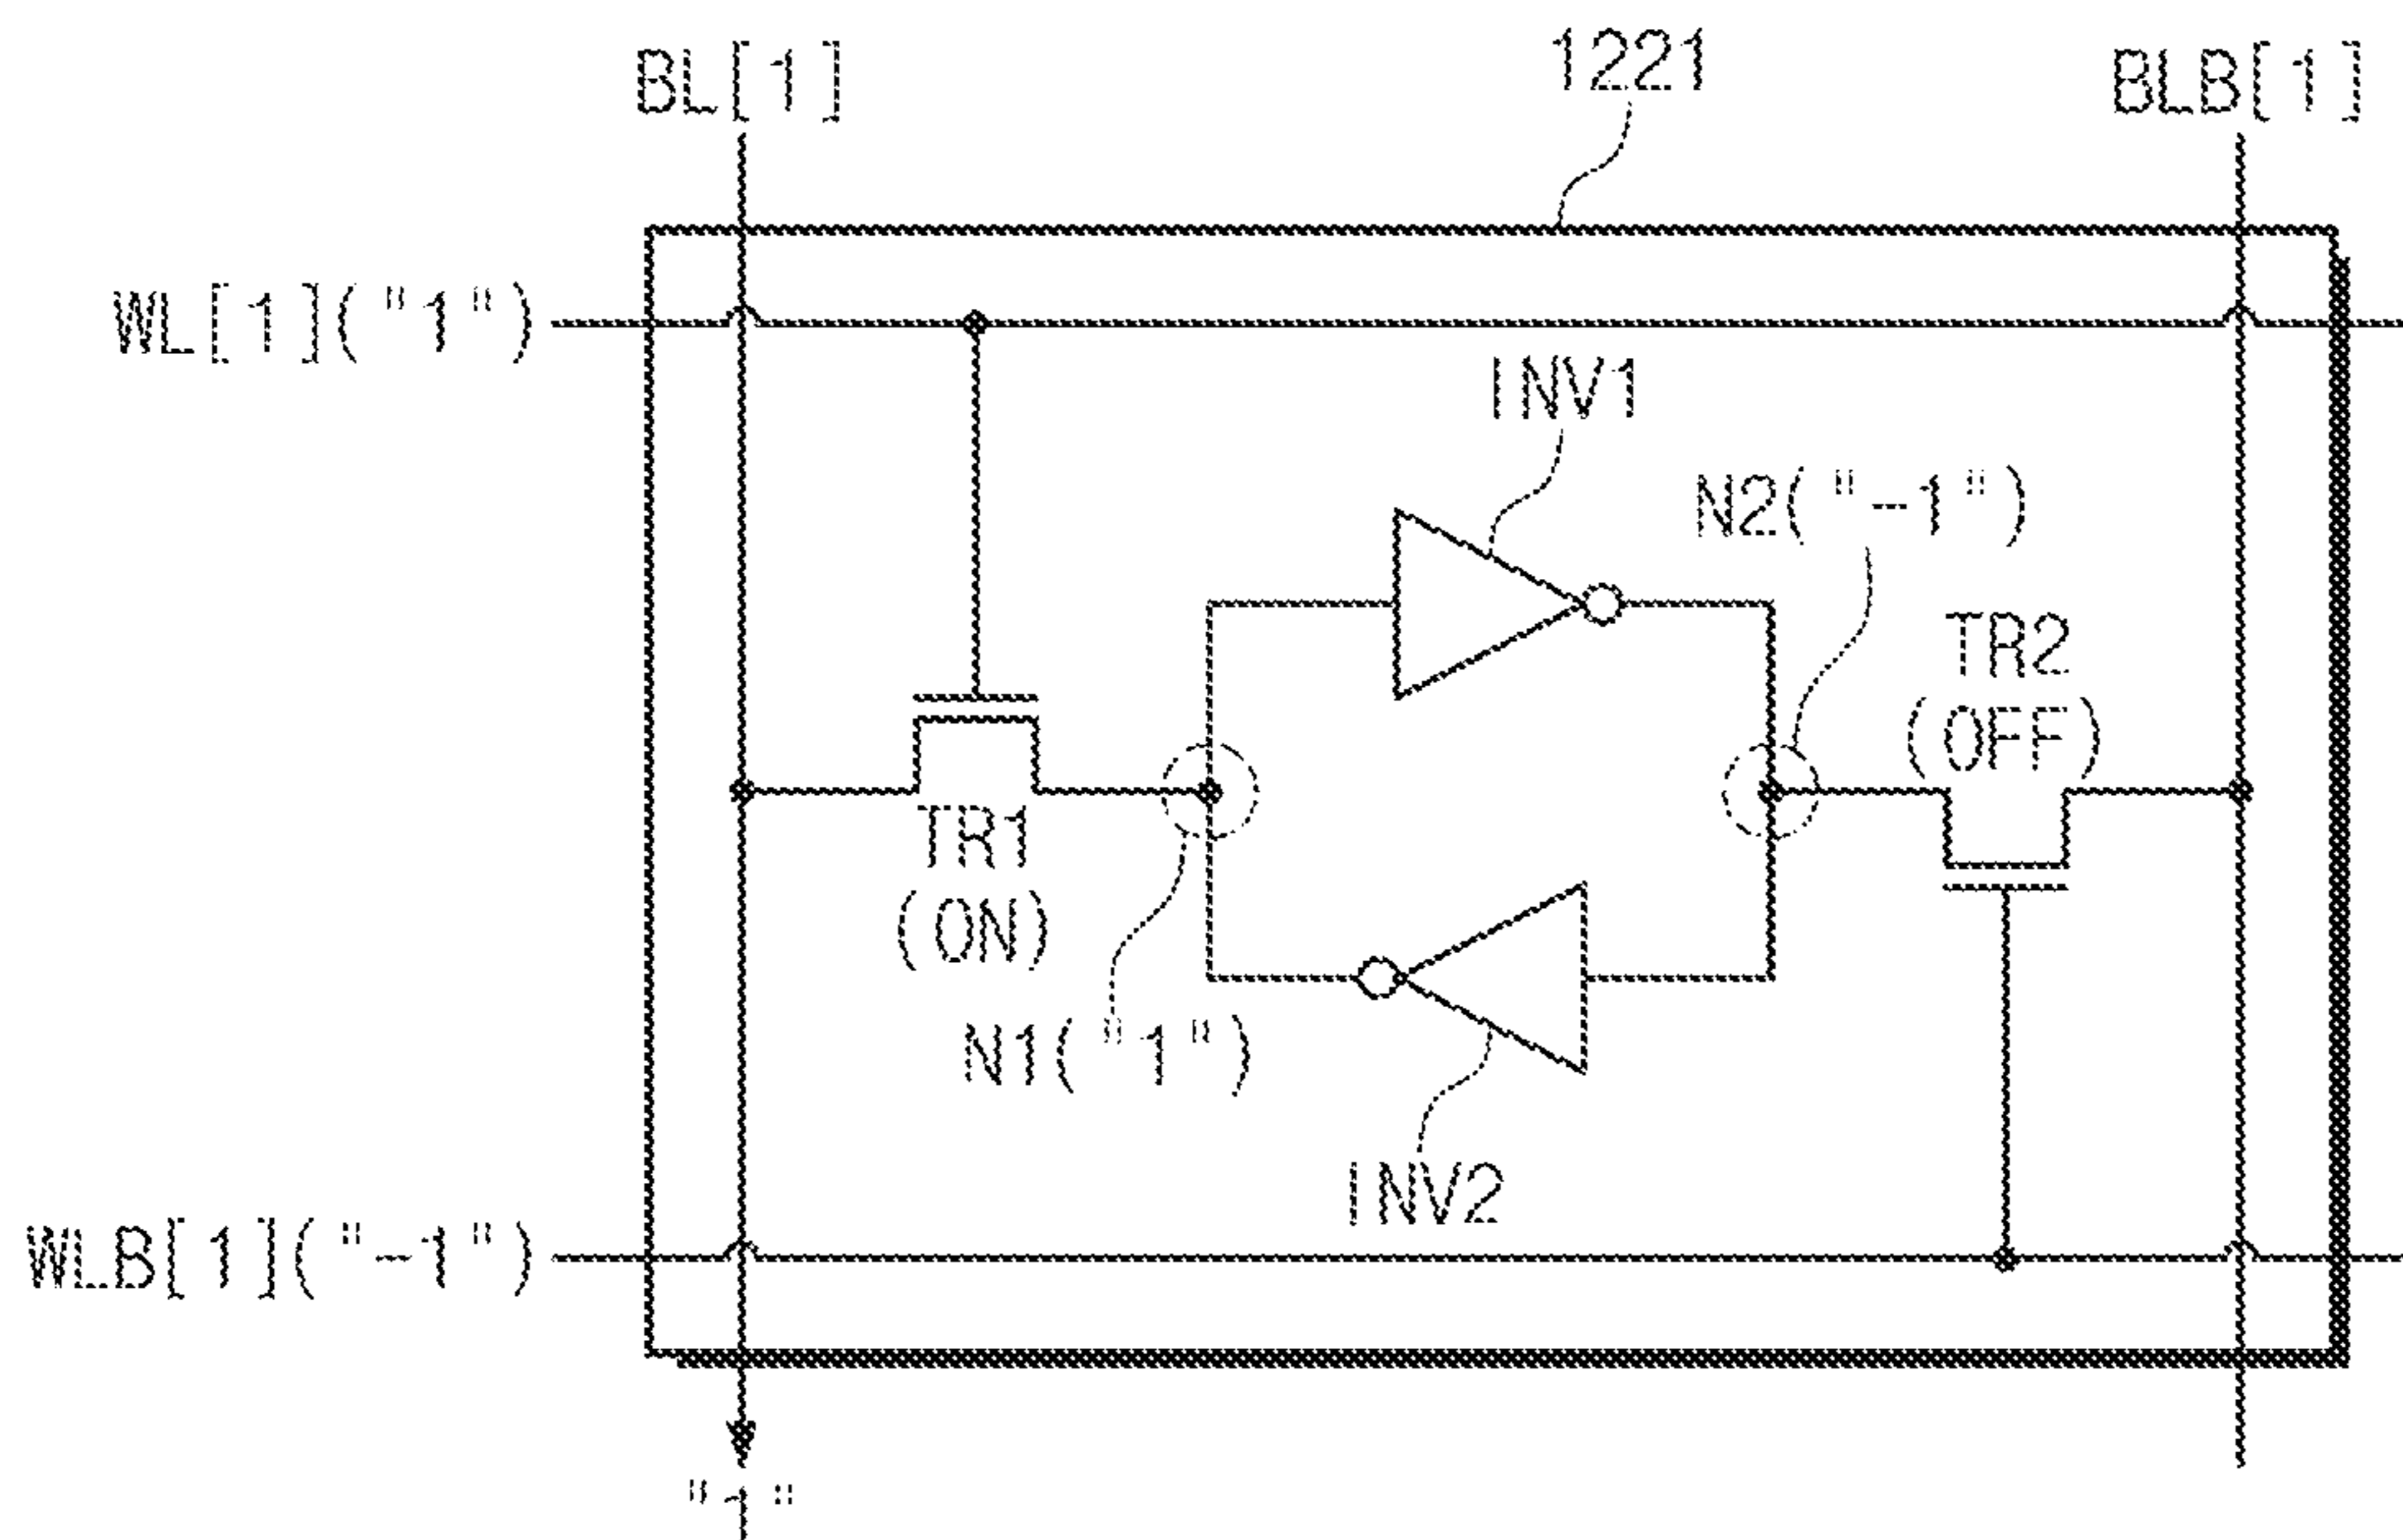 BL[1]
1221
BLB[1]
WL[1]("1")
INV1
N2("-1")
TR2
(OFF)
TR1
(ON)
N1("1")
INV2
WLB[1]("-1")
"1"